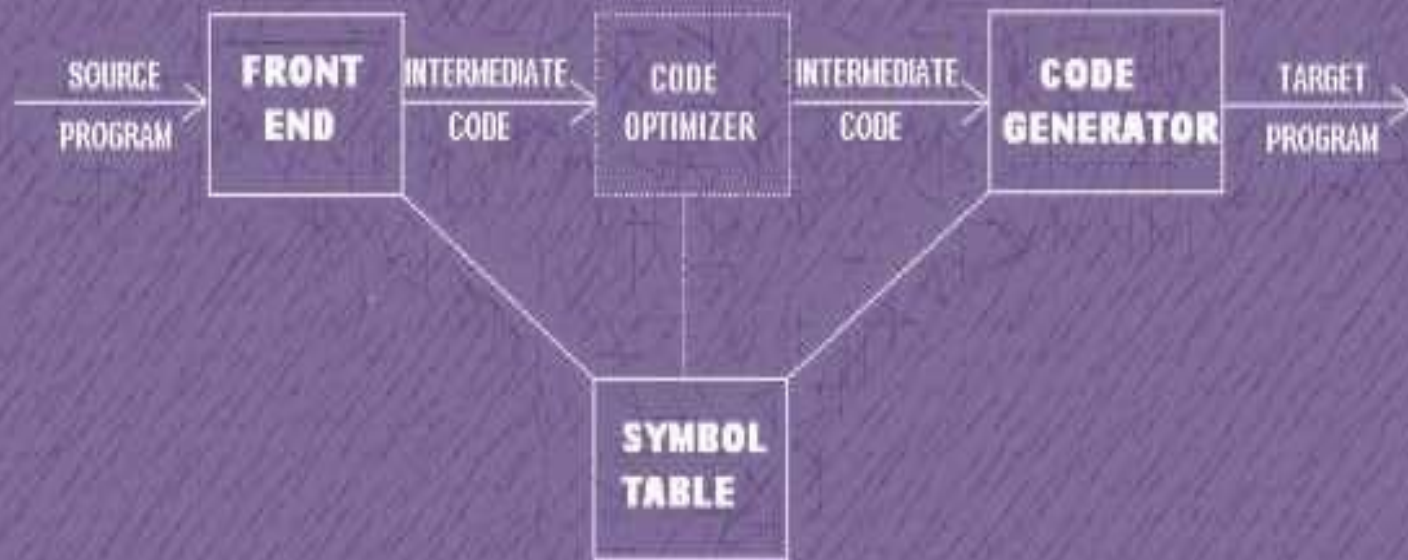 SOURCE
PROGRAM
FRONT
END
INTERMEDIATE
CODE
CODE
OPTIMIZER
INTERMEDIATE
CODE
CODE
GENERATOR
TARGET
PROGRAM
SYMBOL
TABLE